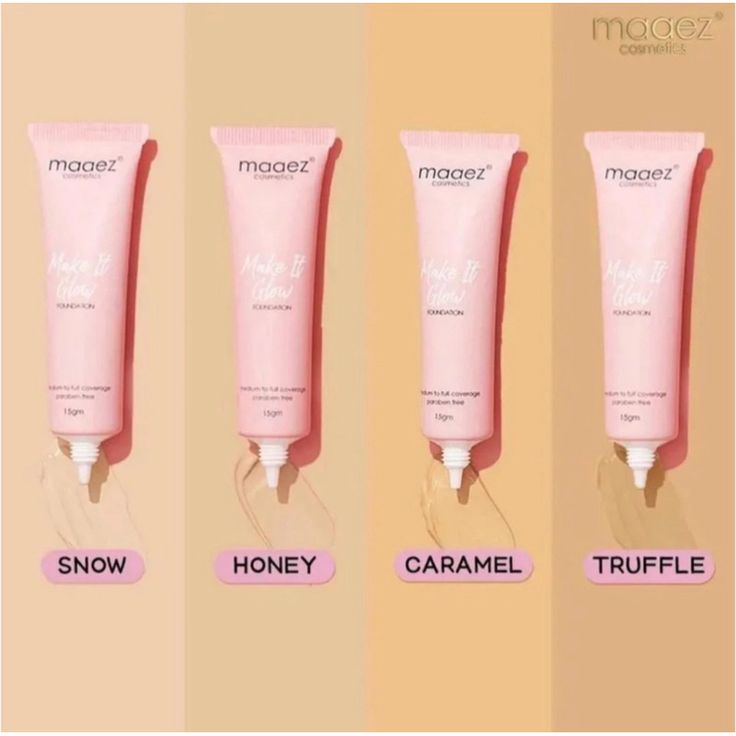 maaez®
cosmetics
maaez®
cosmetics
Make It
Glow
FOUNDATION
medium to full coverage
paraben free
15gm
SNOW
maaez®
cosmetics
Make It
Glow
FOUNDATION
medium to full coverage
paraben free
15gm
HONEY
maaez®
cosmetics
Make It
Glow
FOUNDATION
medium to full coverage
paraben free
15gm
CARAMEL
maaez®
cosmetics
Make It
Glow
FOUNDATION
medium to full coverage
paraben free
15gm
TRUFFLE